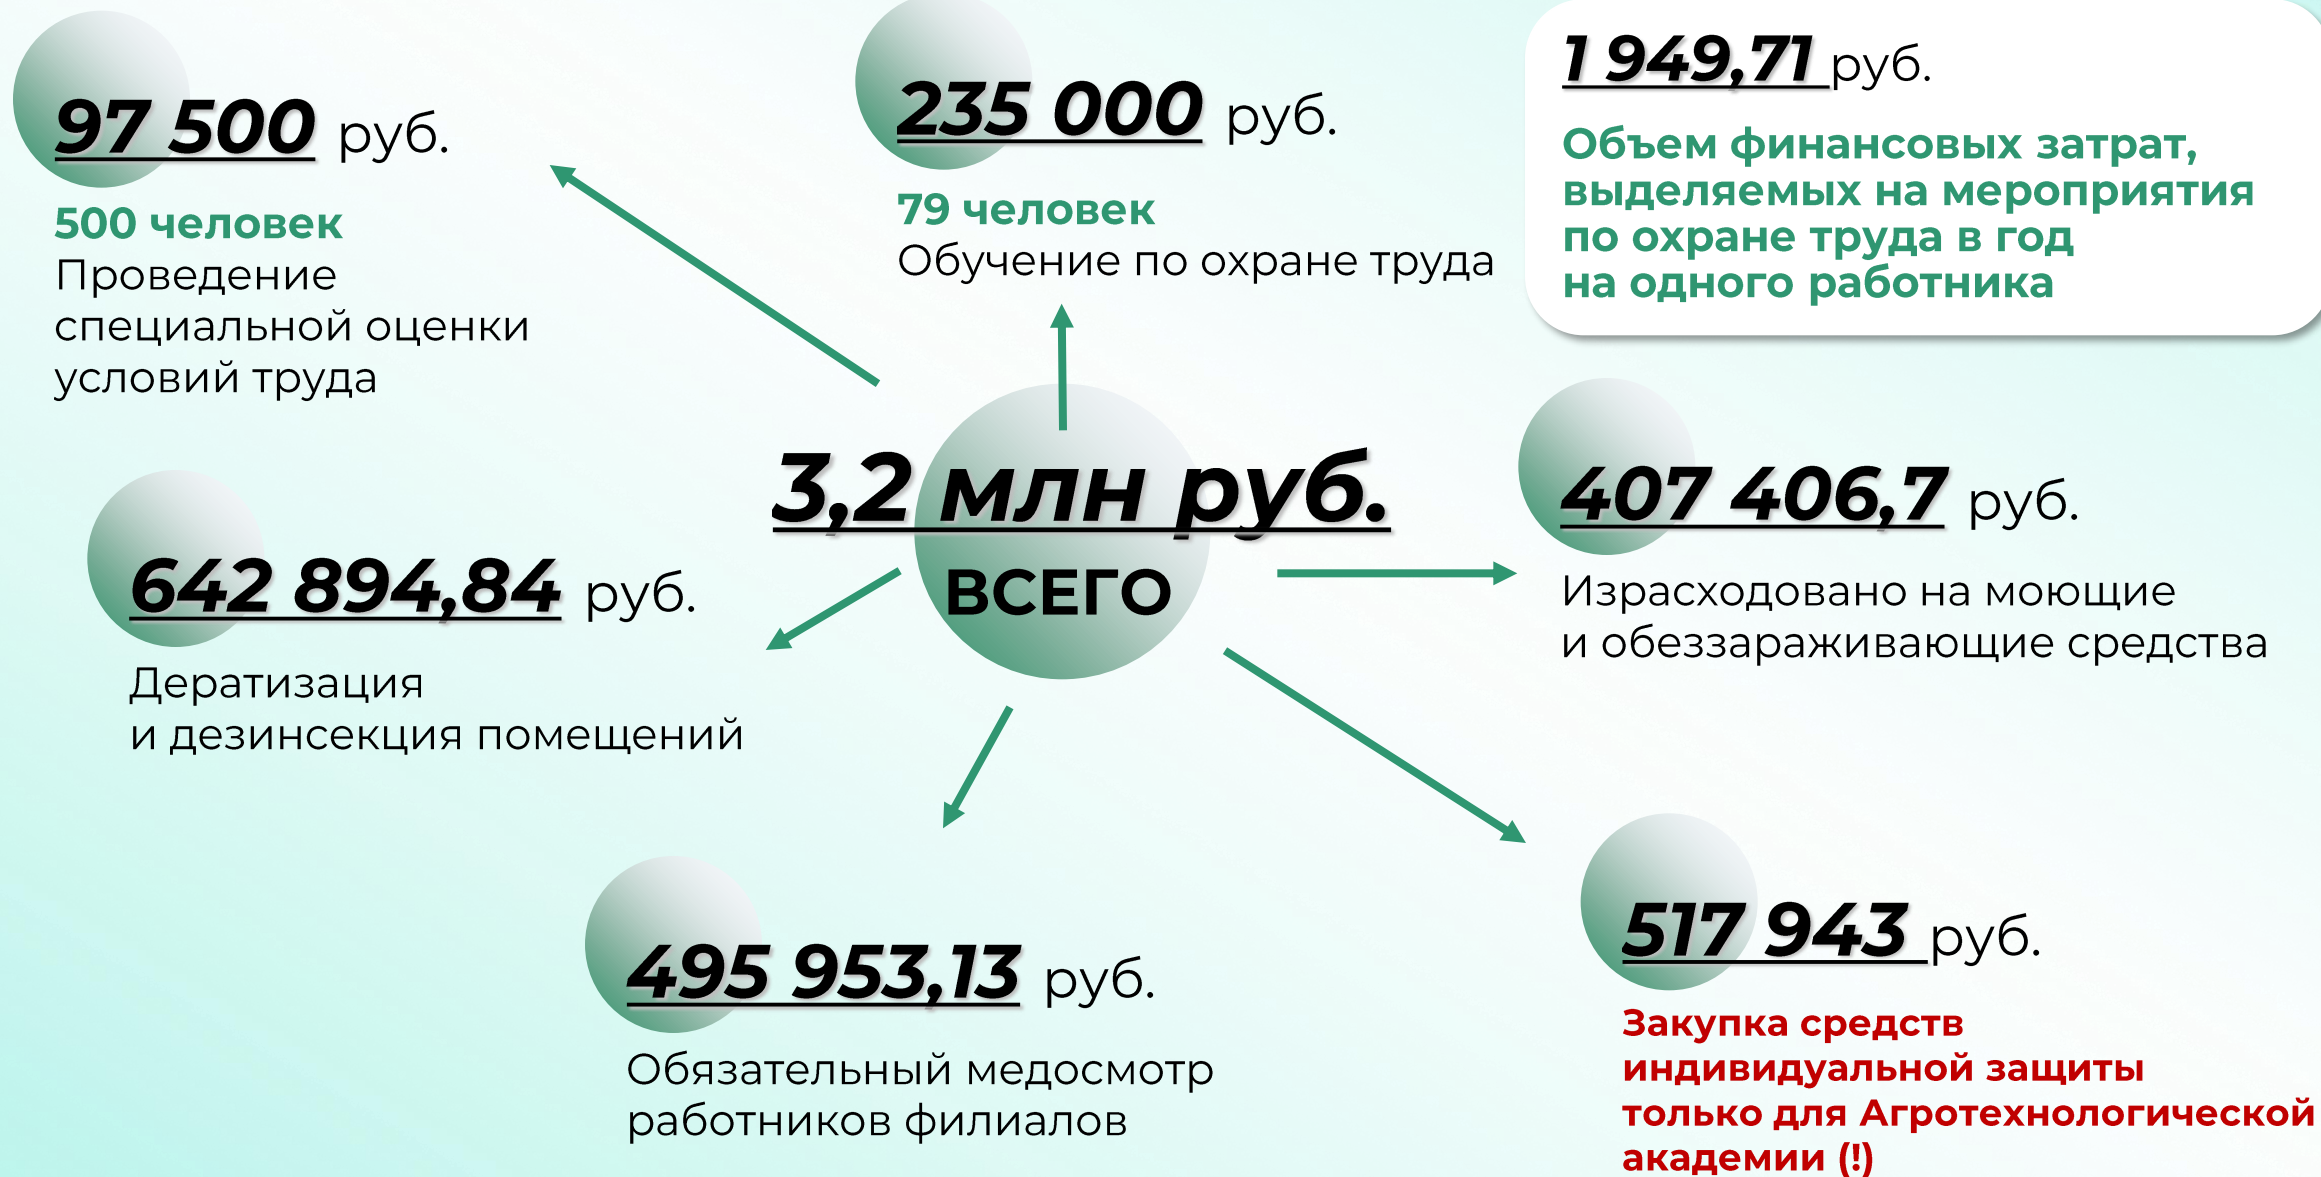 97 500 руб.
500 человек
Проведение
специальной оценки
условий труда
235 000 руб.
79 человек
Обучение по охране труда
1 949,71 руб.
Объем финансовых затрат,
выделяемых на мероприятия
по охране труда в год
на одного работника
3,2 млн руб.
ВСЕГО
407 406,7 руб.
Израсходовано на моющие
и обеззараживающие средства
642 894,84 руб.
Дератизация
и дезинсекция помещений
495 953,13 руб.
Обязательный медосмотр
работников филиалов
517 943 руб.
Закупка средств
индивидуальной защиты
только для Агротехнологической
академии (!)